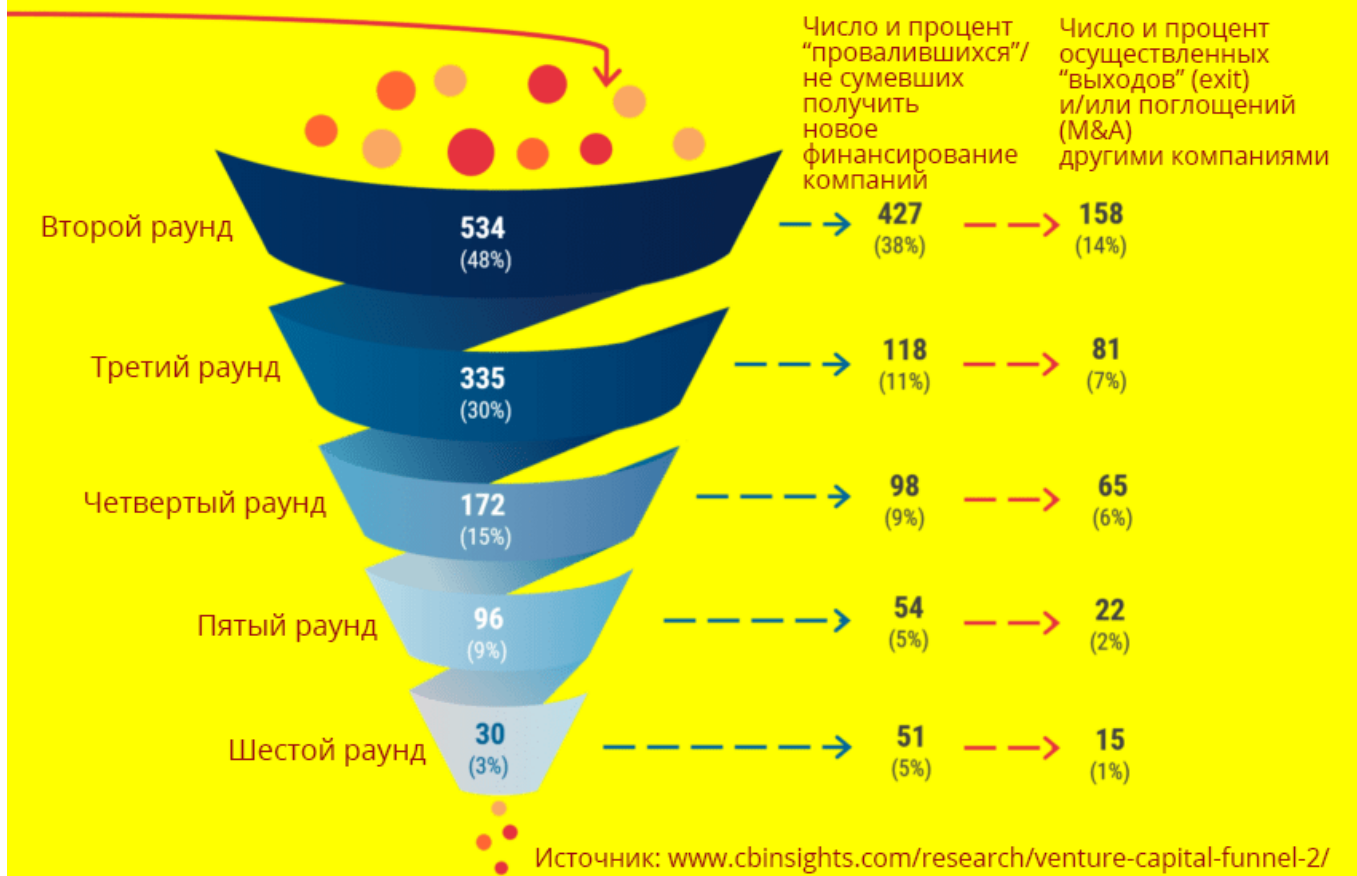 Число и процент
“провалившихся”/
не сумевших
получить
новое
финансирование
компаний
Число и процент
осуществленных
“выходов” (exit)
и/или поглощений
(M&A)
другими компаниями
Второй раунд
534
(48%)
427
(38%)
158
(14%)
Третий раунд
335
(30%)
118
(11%)
81
(7%)
Четвертый раунд
172
(15%)
98
(9%)
65
(6%)
Пятый раунд
96
(9%)
54
(5%)
22
(2%)
Шестой раунд
30
(3%)
51
(5%)
15
(1%)
Источник: www.cbinsights.com/research/venture-capital-funnel-2/